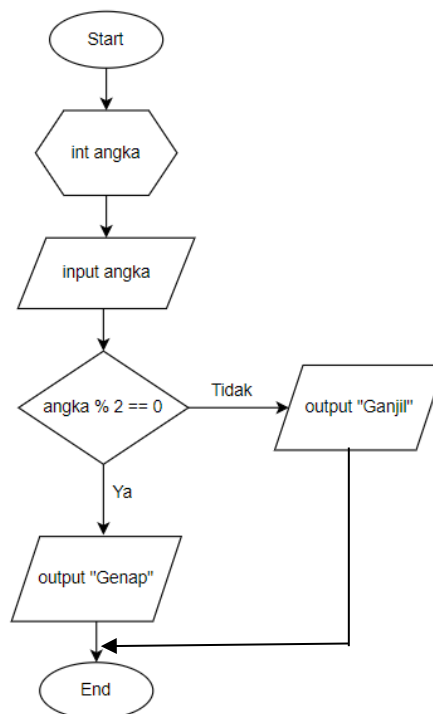 Start
int angka
input angka
angka % 2 == 0
Tidak
output "Ganjil"
Ya
output "Genap"
End